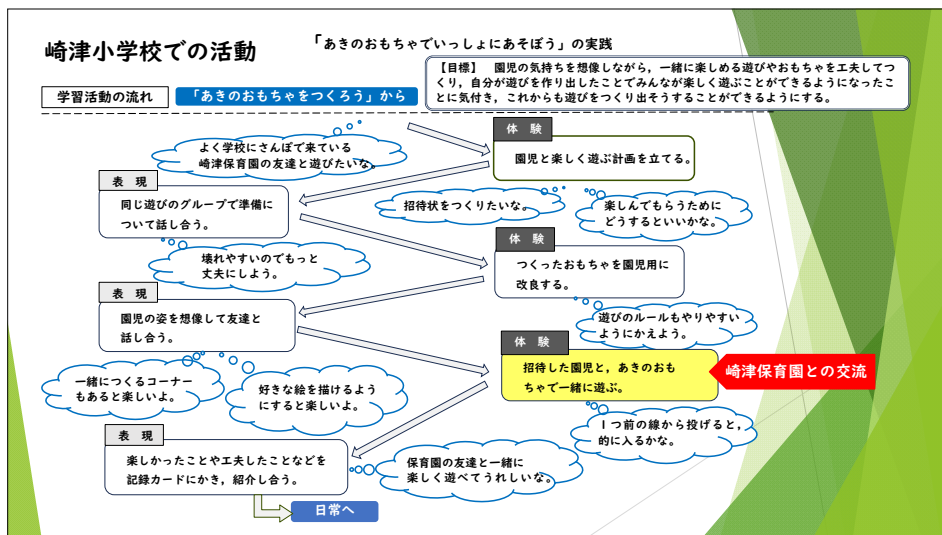 崎津小学校での活動
「あきのおもちゃでいっしょにあそぼう」の実践
【目標】　園児の気持ちを想像しながら，一緒に楽しめる遊びやおもちゃを工夫してつ
くり，自分が遊びを作り出したことでみんなが楽しく遊ぶことができるようになったこ
とに気付き，これからも遊びをつくり出そうすることができるようにする。
学習活動の流れ
「あきのおもちゃをつくろう」から
体　験
園児と楽しく遊ぶ計画を立てる。
よく学校にさんぽで来ている
崎津保育園の友達と遊びたいな。
表　現
同じ遊びのグループで準備に
ついて話し合う。
招待状をつくりたいな。
楽しんでもらうために
どうするといいかな。
壊れやすいのでもっと
丈夫にしよう。
体　験
つくったおもちゃを園児用に
改良する。
表　現
園児の姿を想像して友達と
話し合う。
遊びのルールもやりやすい
ようにかえよう。
体　験
招待した園児と，あきのおも
ちゃで一緒に遊ぶ。
崎津保育園との交流
一緒につくるコーナー
もあると楽しいよ。
好きな絵を描けるよう
にすると楽しいよ。
１つ前の線から投げると，
的に入るかな。
表　現
楽しかったことや工夫したことなどを
記録カードにかき，紹介し合う。
保育園の友達と一緒に
楽しく遊べてうれしいな。
日常へ